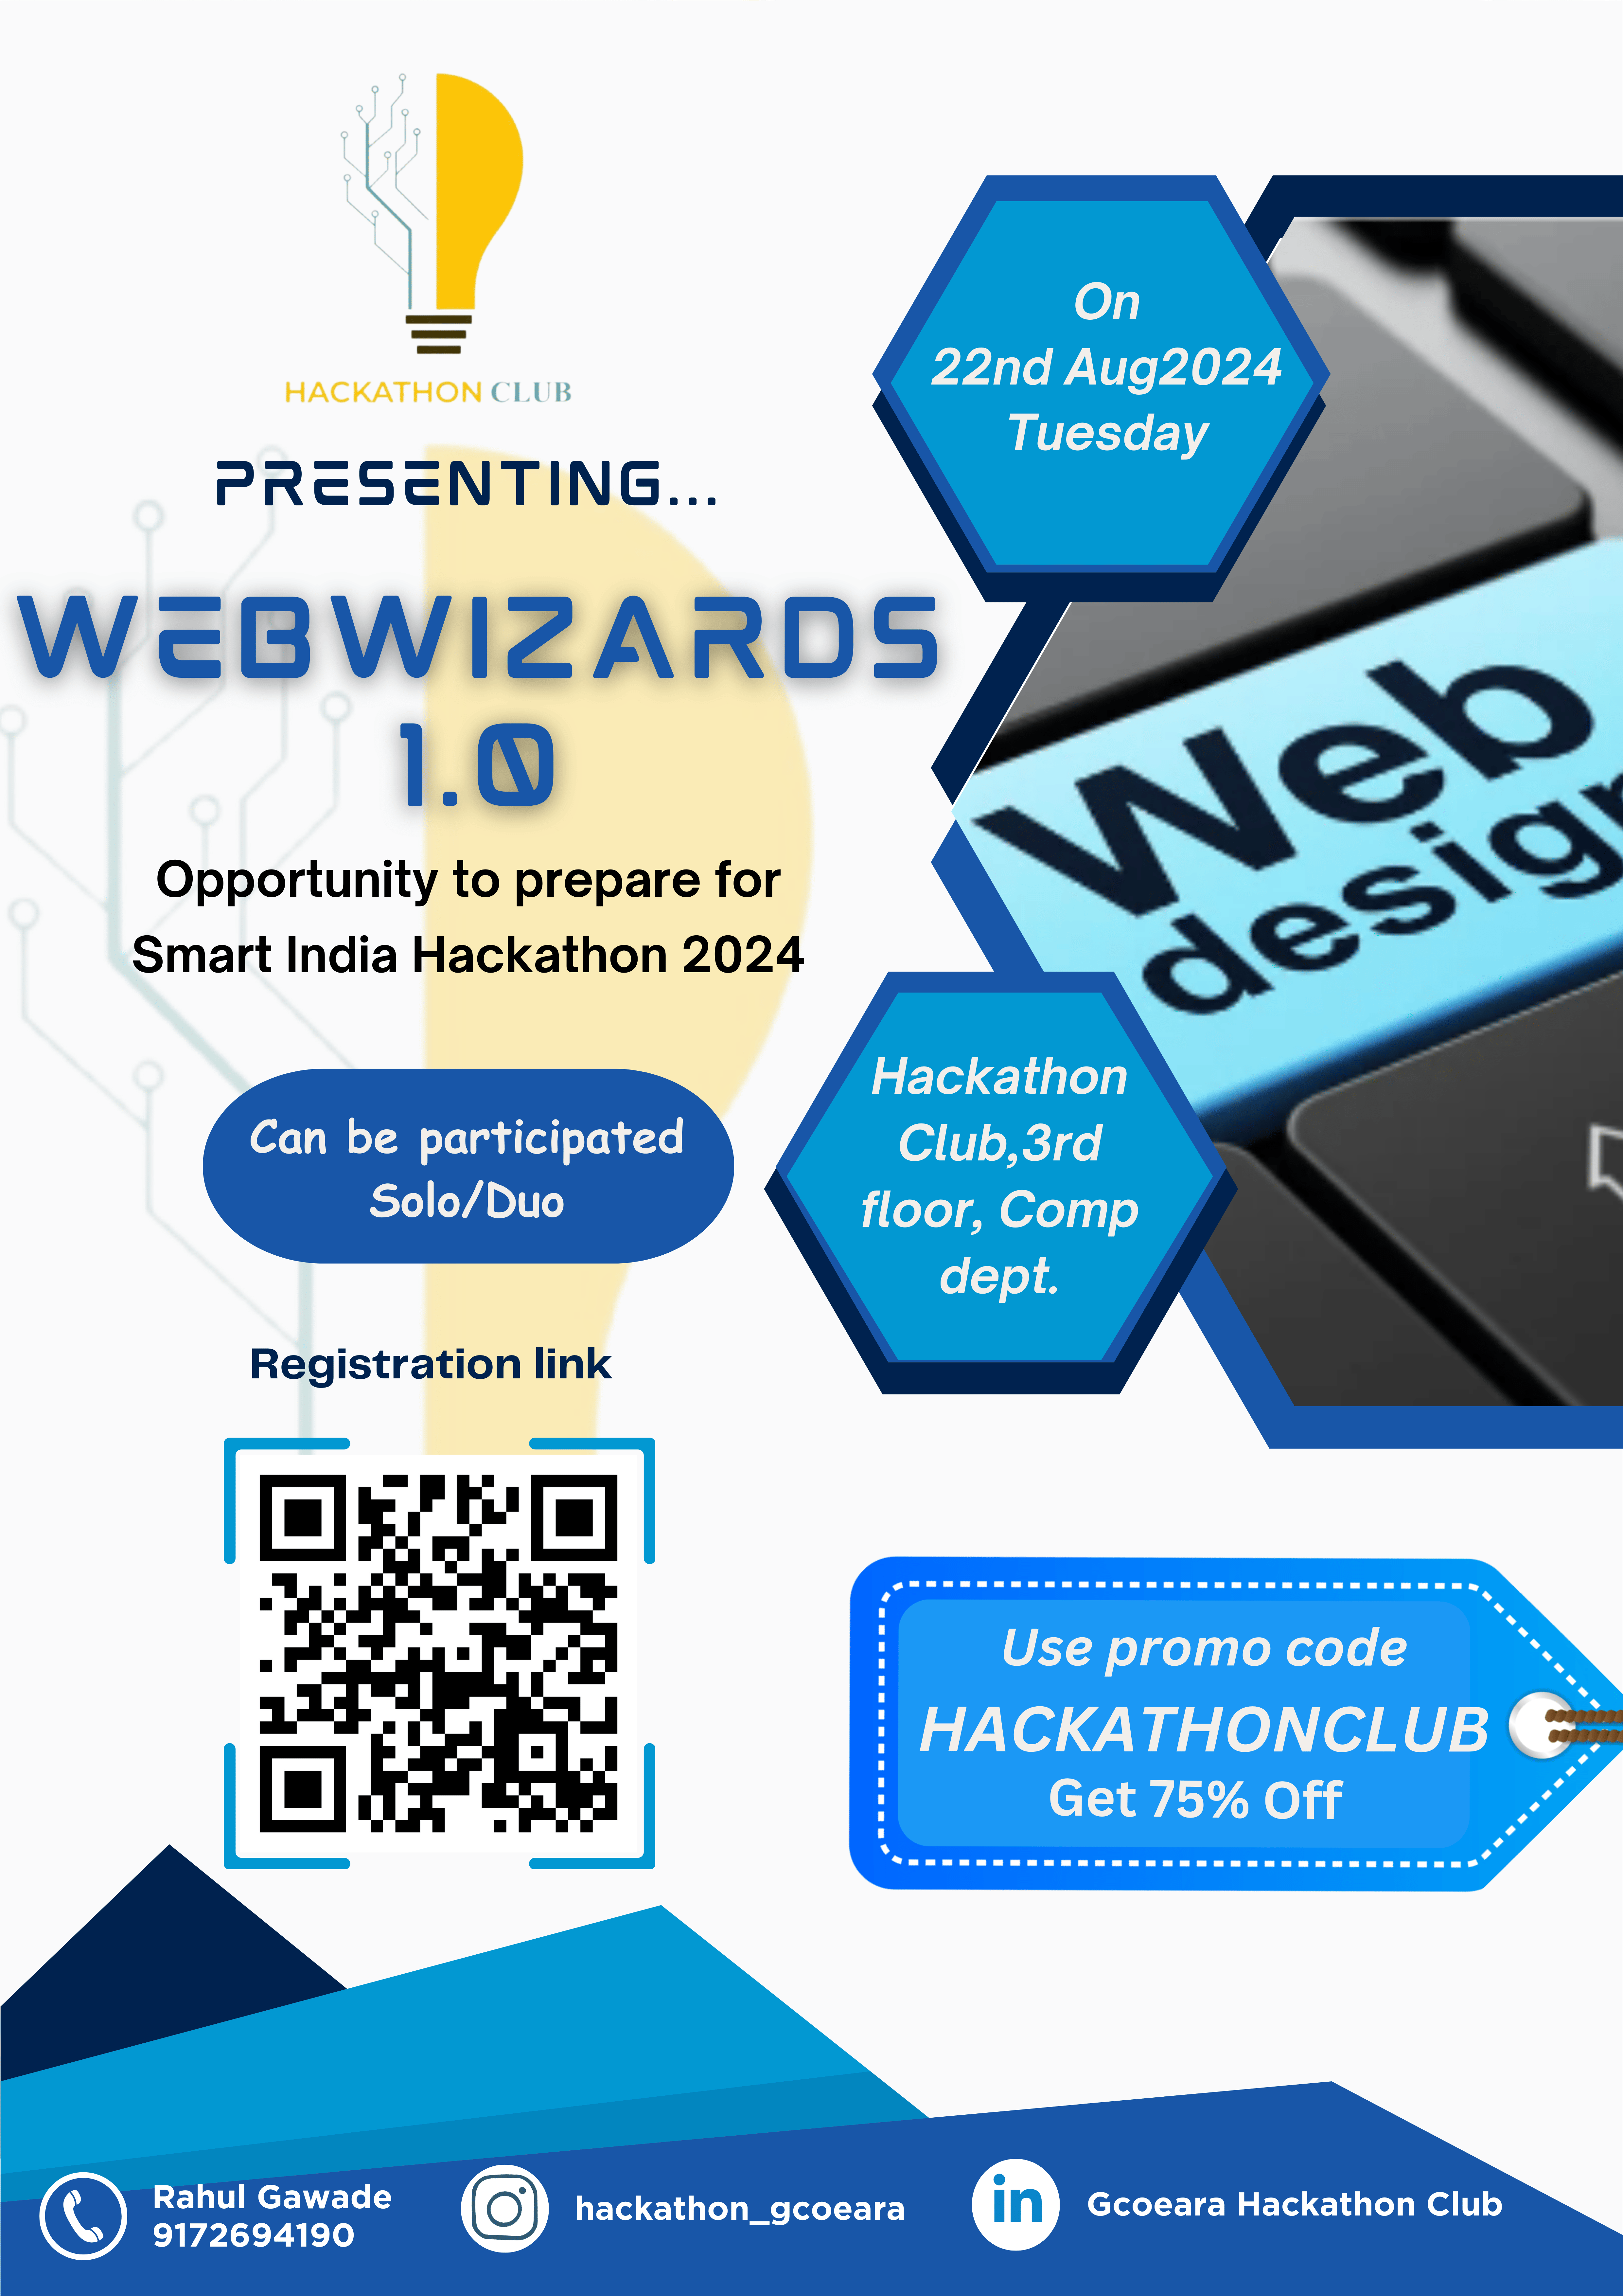 HACKATHON CLUB
PRESENTING...
WEBWIZARDS
1.0
Opportunity to prepare for
Smart India Hackathon 2024
Can be participated
Solo/Duo
Registration link
On
22nd Aug2024
Tuesday
Web
Hackathon
Club,3rd
floor, Comp
dept.
Use promo code
HACKATHONCLUB
Get 75% Off
Rahul Gawade
9172694190
hackathon_gcoeara
in
Gcoeara Hackathon Club